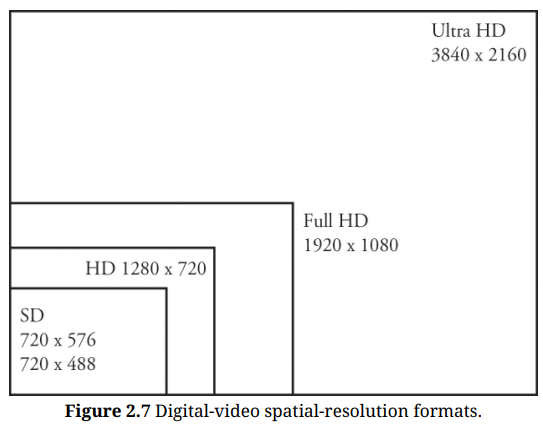 Ultra HD
3840 x 2160
Full HD
1920 x 1080
HD 1280 x 720
SD
720 x 576
720 x 488
Figure 2.7 Digital-video spatial-resolution formats.